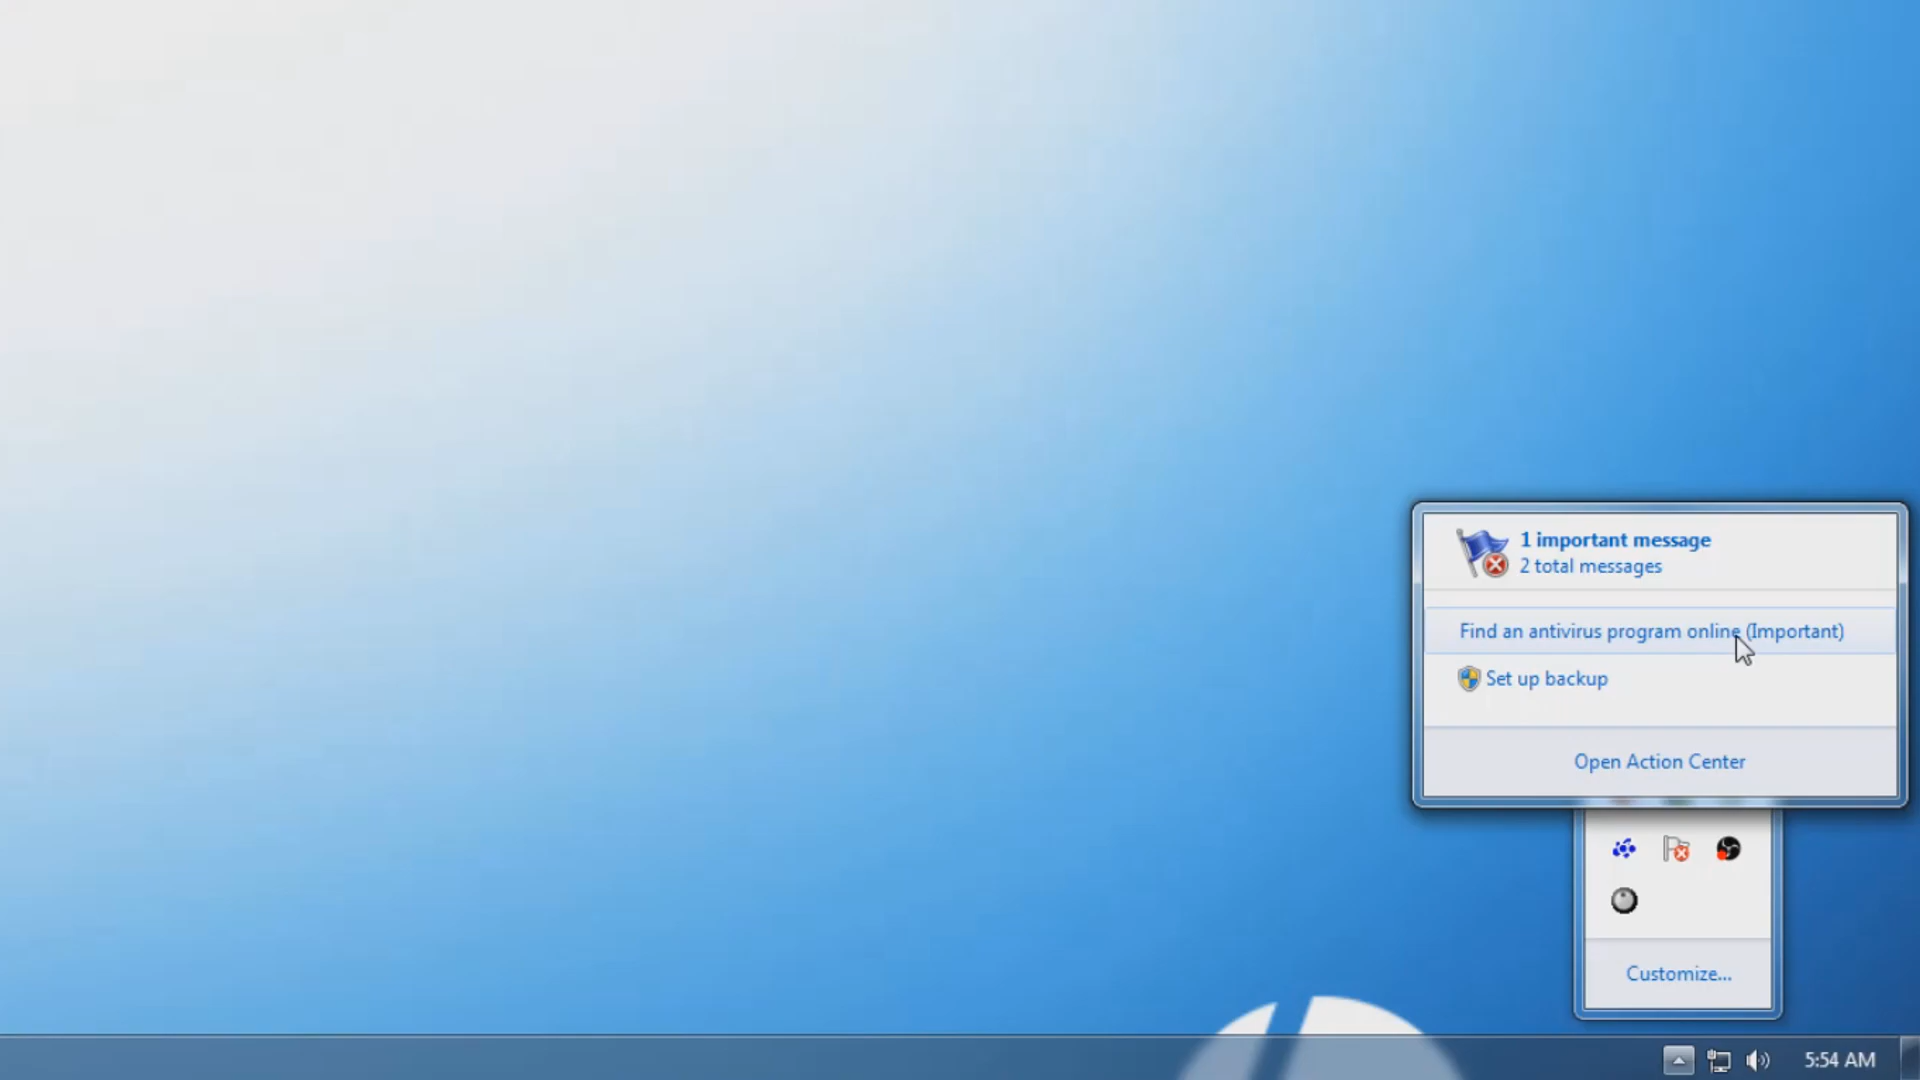 1 important message
2 total messages
Find an antivirus program online (Important)
Set up backup
Open Action Center
Customize...
5:54 AM